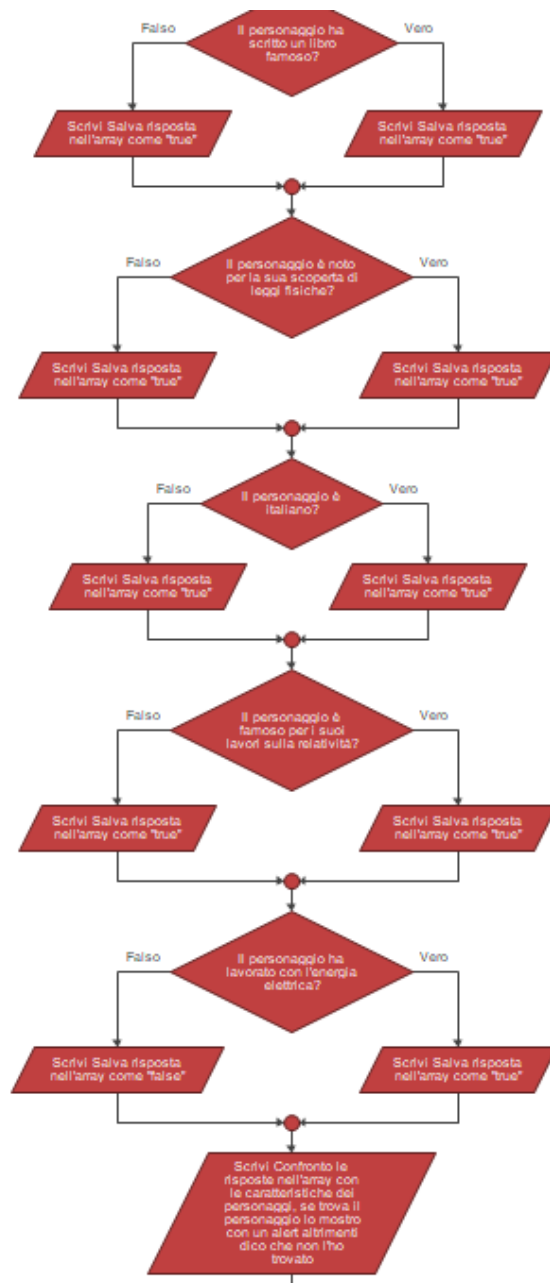 Il personaggio ha
scritto un libro
famoso?
Falso
Vero
Scrivi Salva risposta
nell'array come "true"
Scrivi Salva risposta
nell'array come "true"
Il personaggio è noto
per la sua scoperta di
leggi fisiche?
Falso
Vero
Scrivi Salva risposta
nell'array come "true"
Scrivi Salva risposta
nell'array come "true"
Il personaggio è
italiano?
Falso
Vero
Scrivi Salva risposta
nell'array come "true"
Scrivi Salva risposta
nell'array come "true"
Il personaggio è
famoso per i suoi
lavori sulla relatività?
Falso
Vero
Scrivi Salva risposta
nell'array come "true"
Scrivi Salva risposta
nell'array come "true"
Il personaggio ha
lavorato con l'energia
elettrica?
Falso
Vero
Scrivi Salva risposta
nell'array come "false"
Scrivi Salva risposta
nell'array come "true"
Scrivi Confronto le
risposte nell'array con
le caratteristiche dei
personaggi, se trova il
personaggio lo mostro
con un alert altrimenti
dico che non l'ho
trovato